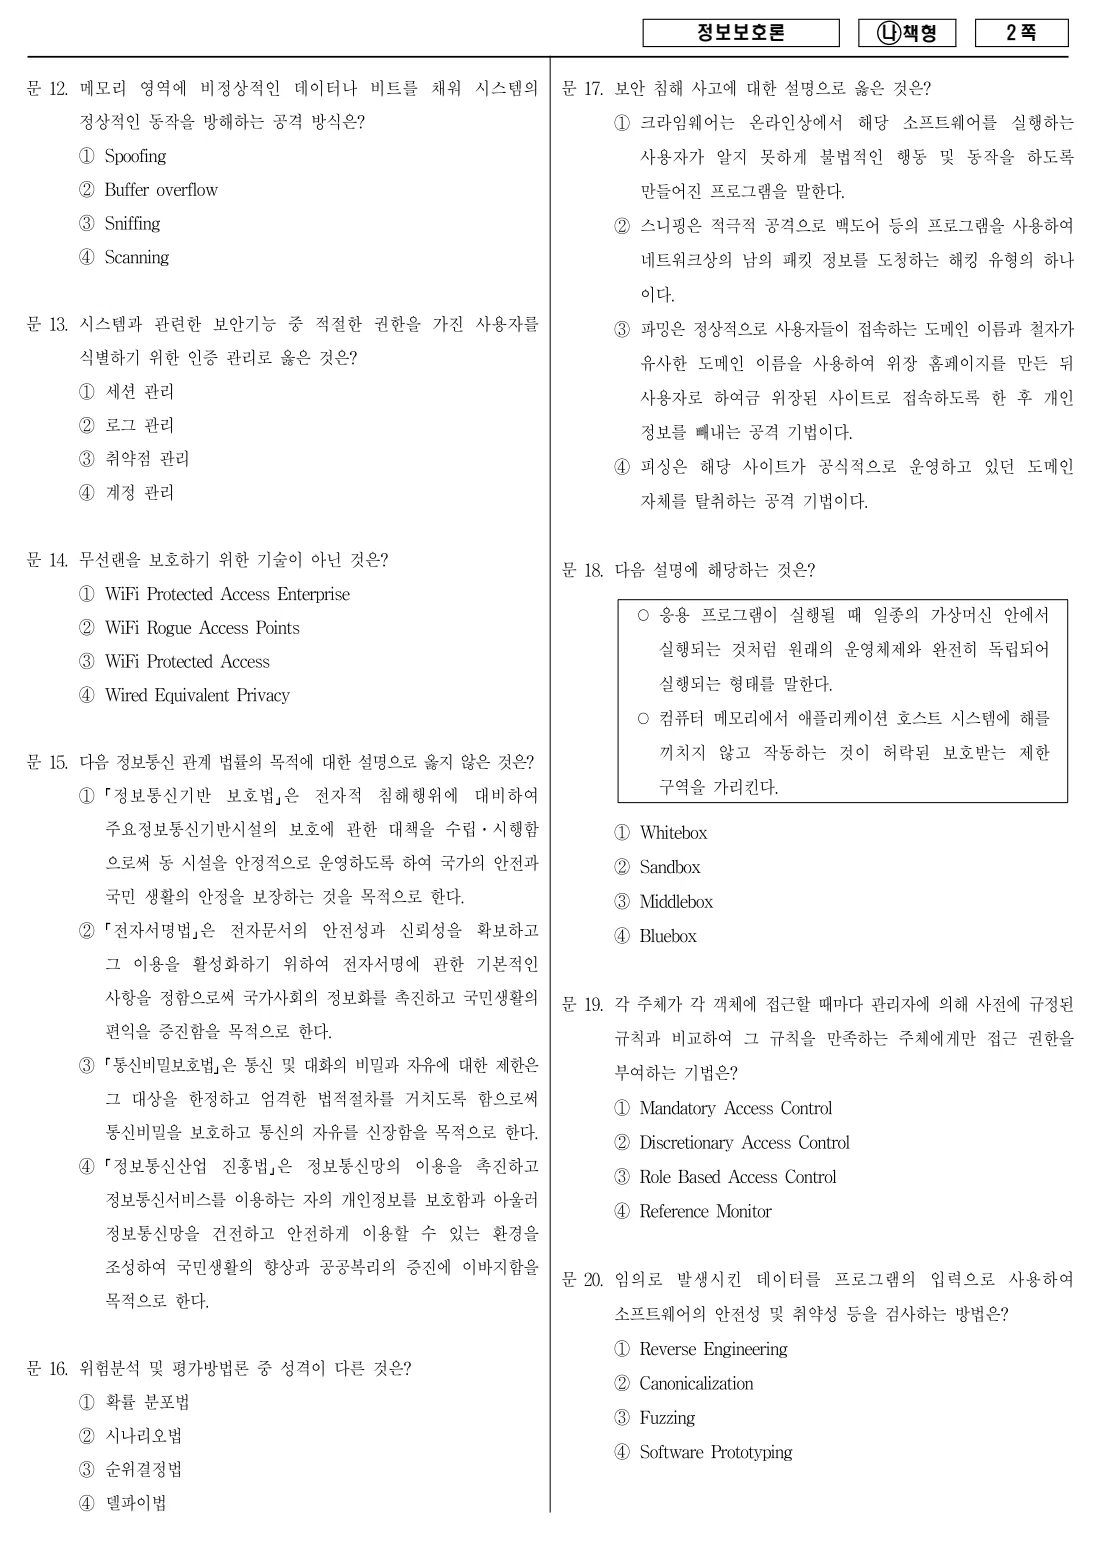 정보보호론
㉯책형
2 쪽
문 12. 메모리 영역에 비정상적인 데이터나 비트를 채워 시스템의
정상적인 동작을 방해하는 공격 방식은?
① Spoofing
② Buffer overflow
③ Sniffing
④ Scanning
문 13. 시스템과 관련한 보안기능 중 적절한 권한을 가진 사용자를
식별하기 위한 인증 관리로 옳은 것은?
① 세션 관리
② 로그 관리
③ 취약점 관리
④ 계정 관리
문 14. 무선랜을 보호하기 위한 기술이 아닌 것은?
① WiFi Protected Access Enterprise
② WiFi Rogue Access Points
③ WiFi Protected Access
④ Wired Equivalent Privacy
문 15. 다음 정보통신 관계 법률의 목적에 대한 설명으로 옳지 않은 것은?
① ｢정보통신기반 보호법｣은 전자적 침해행위에 대비하여
주요정보통신기반시설의 보호에 관한 대책을 수립·시행함
으로써 동 시설을 안정적으로 운영하도록 하여 국가의 안전과
국민 생활의 안정을 보장하는 것을 목적으로 한다.
② ｢전자서명법｣은 전자문서의 안전성과 신뢰성을 확보하고
그 이용을 활성화하기 위하여 전자서명에 관한 기본적인
사항을 정함으로써 국가사회의 정보화를 촉진하고 국민생활의
편익을 증진함을 목적으로 한다.
③ ｢통신비밀보호법｣은 통신 및 대화의 비밀과 자유에 대한 제한은
그 대상을 한정하고 엄격한 법적절차를 거치도록 함으로써
통신비밀을 보호하고 통신의 자유를 신장함을 목적으로 한다.
④ ｢정보통신산업 진흥법｣은 정보통신망의 이용을 촉진하고
정보통신서비스를 이용하는 자의 개인정보를 보호함과 아울러
정보통신망을 건전하고 안전하게 이용할 수 있는 환경을
조성하여 국민생활의 향상과 공공복리의 증진에 이바지함을
목적으로 한다.
문 16. 위험분석 및 평가방법론 중 성격이 다른 것은?
① 확률 분포법
② 시나리오법
③ 순위결정법
④ 델파이법
문 17. 보안 침해 사고에 대한 설명으로 옳은 것은?
① 크라임웨어는 온라인상에서 해당 소프트웨어를 실행하는
사용자가 알지 못하게 불법적인 행동 및 동작을 하도록
만들어진 프로그램을 말한다.
② 스니핑은 적극적 공격으로 백도어 등의 프로그램을 사용하여
네트워크상의 남의 패킷 정보를 도청하는 해킹 유형의 하나
이다.
③ 파밍은 정상적으로 사용자들이 접속하는 도메인 이름과 철자가
유사한 도메인 이름을 사용하여 위장 홈페이지를 만든 뒤
사용자로 하여금 위장된 사이트로 접속하도록 한 후 개인
정보를 빼내는 공격 기법이다.
④ 피싱은 해당 사이트가 공식적으로 운영하고 있던 도메인
자체를 탈취하는 공격 기법이다.
문 18. 다음 설명에 해당하는 것은?
○ 응용 프로그램이 실행될 때 일종의 가상머신 안에서
실행되는 것처럼 원래의 운영체제와 완전히 독립되어
실행되는 형태를 말한다.
○ 컴퓨터 메모리에서 애플리케이션 호스트 시스템에 해를
끼치지 않고 작동하는 것이 허락된 보호받는 제한
구역을 가리킨다.
① Whitebox
② Sandbox
③ Middlebox
④ Bluebox
문 19. 각 주체가 각 객체에 접근할 때마다 관리자에 의해 사전에 규정된
규칙과 비교하여 그 규칙을 만족하는 주체에게만 접근 권한을
부여하는 기법은?
① Mandatory Access Control
② Discretionary Access Control
③ Role Based Access Control
④ Reference Monitor
문 20. 임의로 발생시킨 데이터를 프로그램의 입력으로 사용하여
소프트웨어의 안전성 및 취약성 등을 검사하는 방법은?
① Reverse Engineering
② Canonicalization
③ Fuzzing
④ Software Prototyping